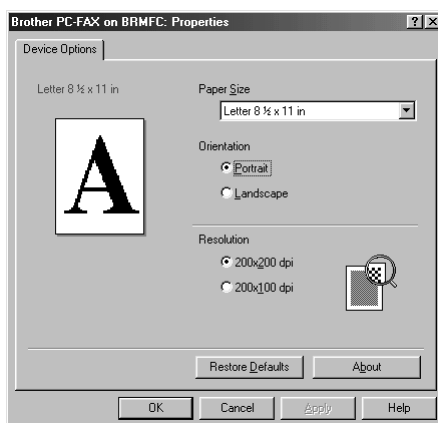 Brother PC-FAX on BRMFC: Properties
Device Options
Letter 8 ½ x 11 in
A
Paper Size
Letter 8 ½ x 11 in
Orientation
Portrait
Landscape
Resolution
200x200 dpi
200x100 dpi
Restore Defaults About
OK Cancel Apply Help